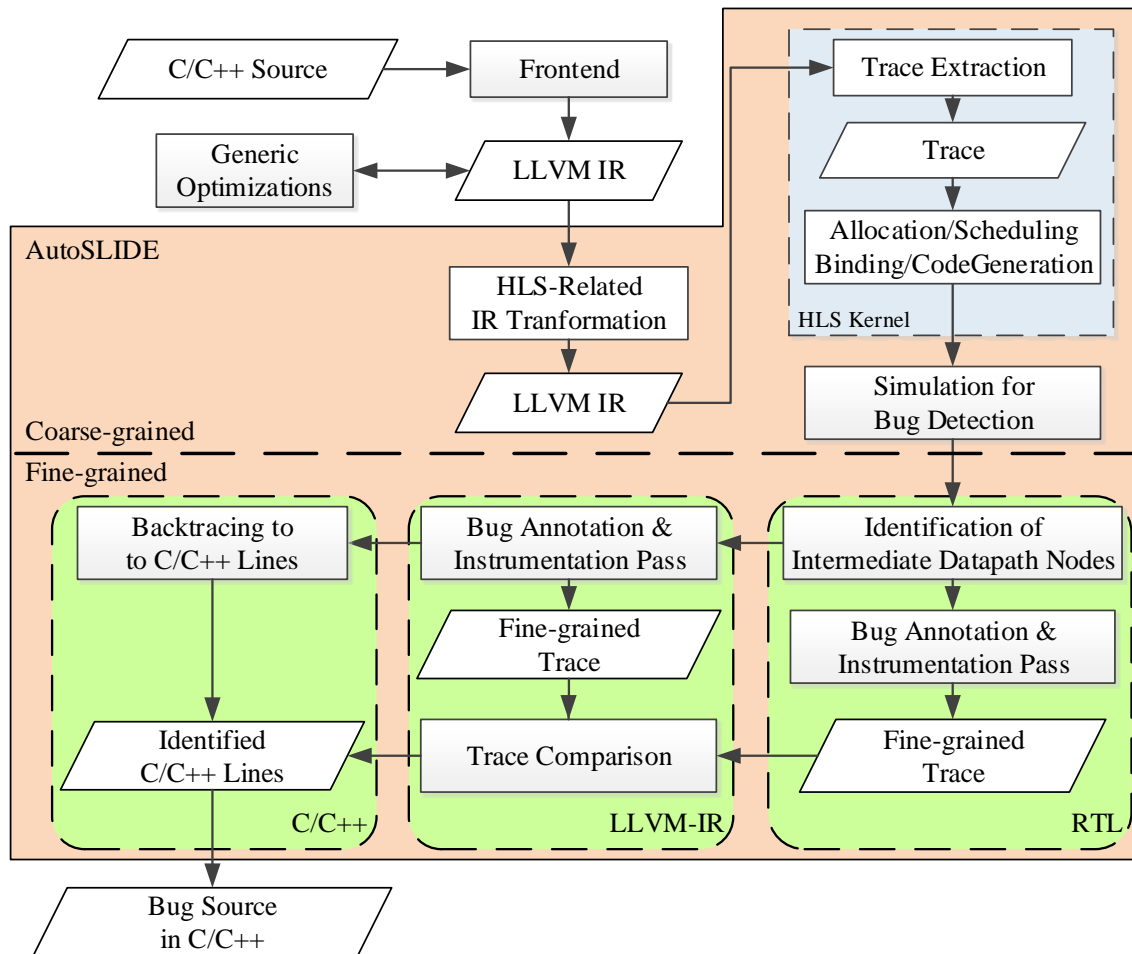 C/C++ Source
Frontend
Trace Extraction
Generic
Optimizations
LLVM IR
Trace
Allocation/Scheduling
Binding/CodeGeneration
HLS Kernel
AutoSLIDE
HLS-Related
IR Tranformation
LLVM IR
Simulation for
Bug Detection
Coarse-grained
Fine-grained
Backtracing to
to C/C++ Lines
Bug Annotation &
Instrumentation Pass
Identification of
Intermediate Datapath Nodes
Fine-grained
Trace
Bug Annotation &
Instrumentation Pass
Identified
C/C++ Lines
Trace Comparison
Fine-grained
Trace
C/C++
LLVM-IR
RTL
Bug Source
in C/C++